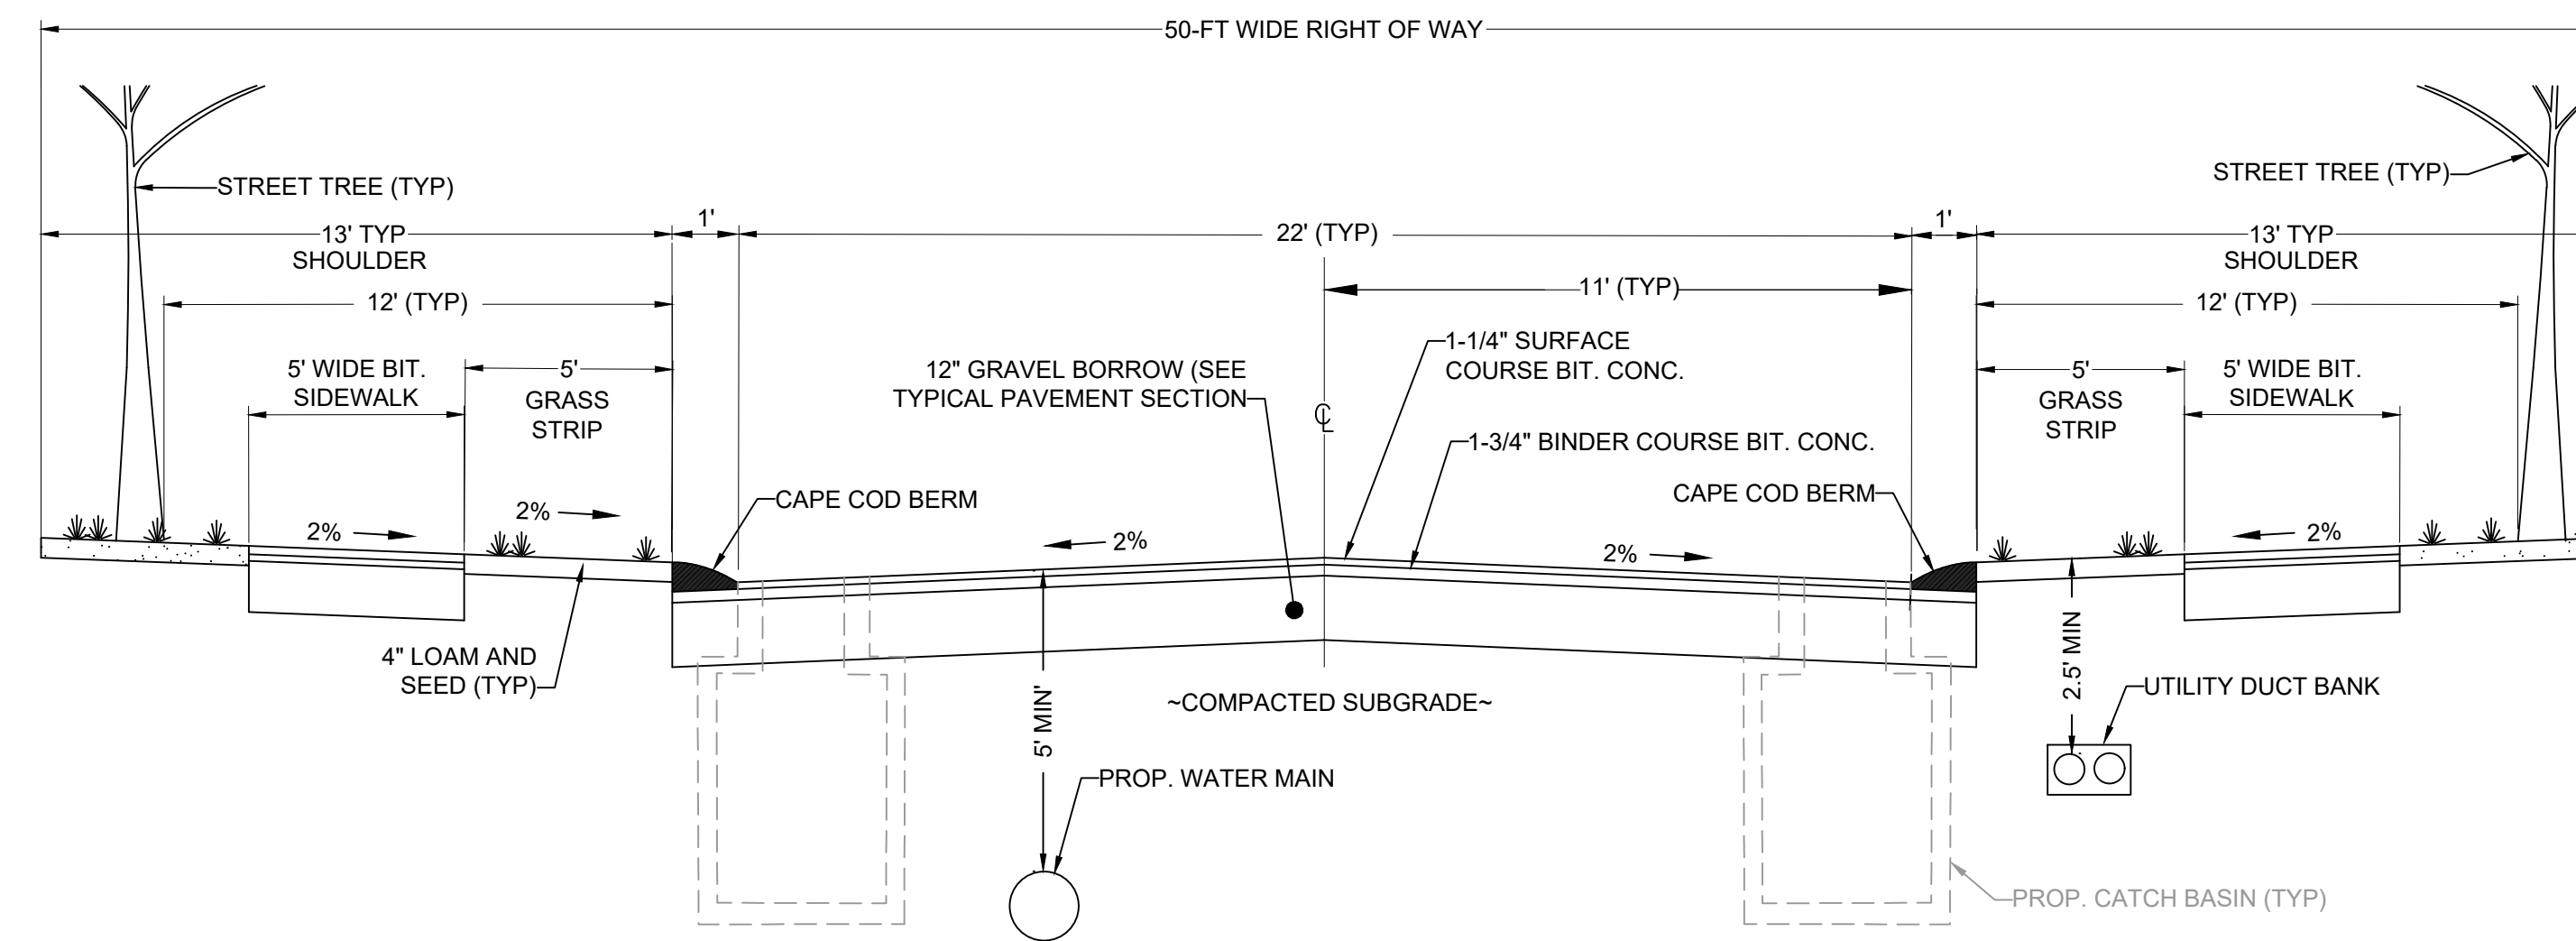 50-FT WIDE RIGHT OF WAY
STREET TREE (TYP)
STREET TREE (TYP)
13' TYP
SHOULDER
1'
22' (TYP)
1'
13' TYP
SHOULDER
12' (TYP)
11' (TYP)
12' (TYP)
5' WIDE BIT.
SIDEWALK
5'
GRASS
STRIP
12" GRAVEL BORROW (SEE
TYPICAL PAVEMENT SECTION
1-1/4" SURFACE
COURSE BIT. CONC.
℄
1-3/4" BINDER COURSE BIT. CONC.
5'
GRASS
STRIP
5' WIDE BIT.
SIDEWALK
CAPE COD BERM
CAPE COD BERM
2%
2%
2%
2%
2%
4" LOAM AND
SEED (TYP)
5' MIN'
~COMPACTED SUBGRADE~
2.5' MIN
UTILITY DUCT BANK
PROP. WATER MAIN
PROP. CATCH BASIN (TYP)